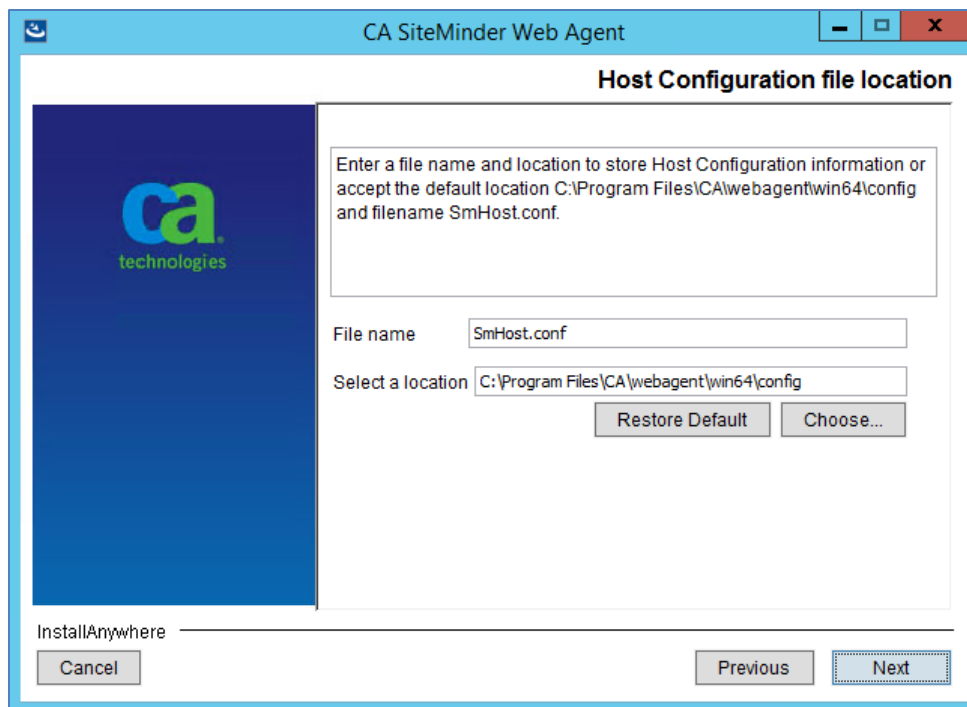 CA SiteMinder Web Agent
Host Configuration file location
ca
technologies
Enter a file name and location to store Host Configuration information or
accept the default location C:\Program Files\CA\webagent\win64\config
and filename SmHost.conf.
File name SmHost.conf
Select a location C:\Program Files\CA\webagent\win64\config
Restore Default Choose...
InstallAnywhere
Cancel Previous Next